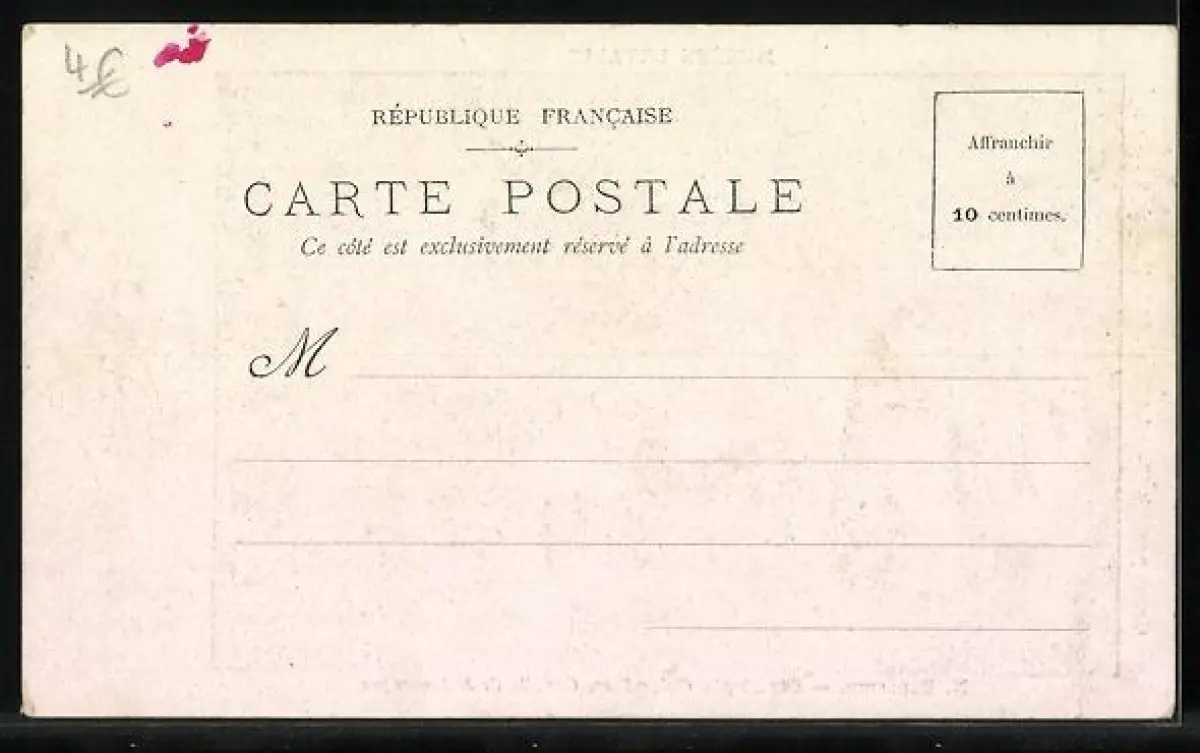 4€
RÉPUBLIQUE FRANÇAISE
CARTE POSTALE
Ce côté est exclusivement réservé à l'adresse
Affranchir
à
10 centimes.
M